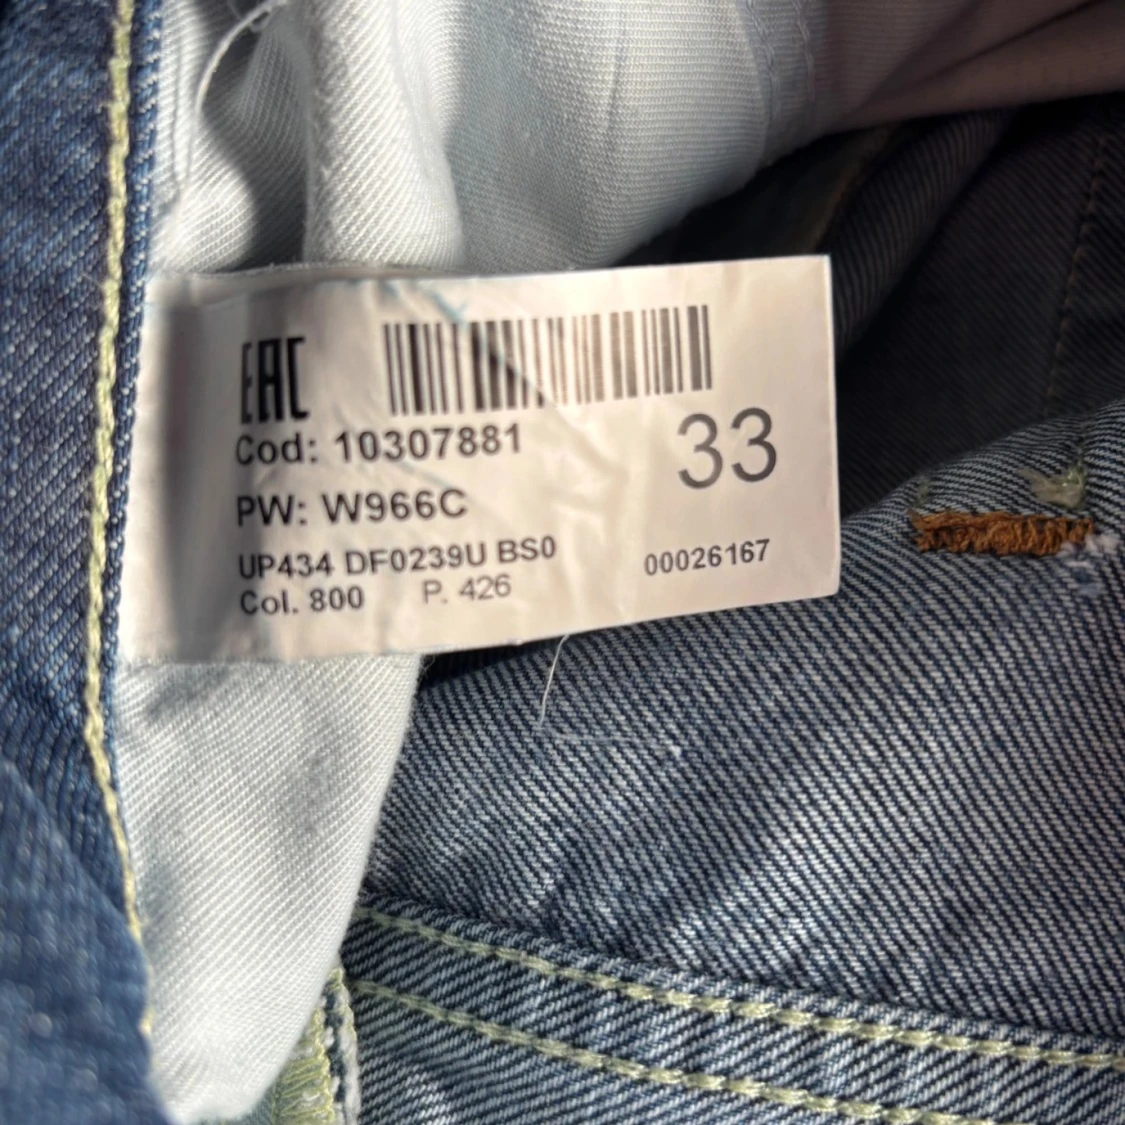 EAC
Cod: 10307881
33
PW: W966C
UP434 DF0239U BS0
00026167
Col. 800 P. 426